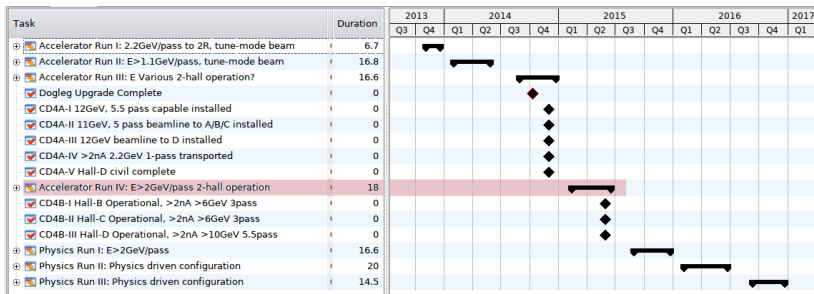 Task Duration 2013 2014 2015 2016 2017
Q3 Q4 Q1 Q2 Q3 Q4 Q1 Q2 Q3 Q4 Q1 Q2 Q3 Q4 Q1
Accelerator Run I: 2.2GeV/pass to 2R, tune-mode beam 6.7
Accelerator Run II: E>1.1GeV/pass, tune-mode beam 16.8
Accelerator Run III: E Various 2-hall operation? 16.6
Dogleg Upgrade Complete 0
CD4A-I 12GeV, 5.5 pass capable installed 0
CD4A-II 11GeV, 5 pass beamline to A/B/C installed 0
CD4A-III 12GeV beamline to D installed 0
CD4A-IV >2nA 2.2GeV 1-pass transported 0
CD4A-V Hall-D civil complete 0
Accelerator Run IV: E>2GeV/pass 2-hall operation 18
CD4B-I Hall-B Operational, >2nA >6GeV 3pass 0
CD4B-II Hall-C Operational, >2nA >6GeV 3pass 0
CD4B-III Hall-D Operational, >2nA >10GeV 5.5pass 0
Physics Run I: E>2GeV/pass 16.6
Physics Run II: Physics driven configuration 20
Physics Run III: Physics driven configuration 14.5